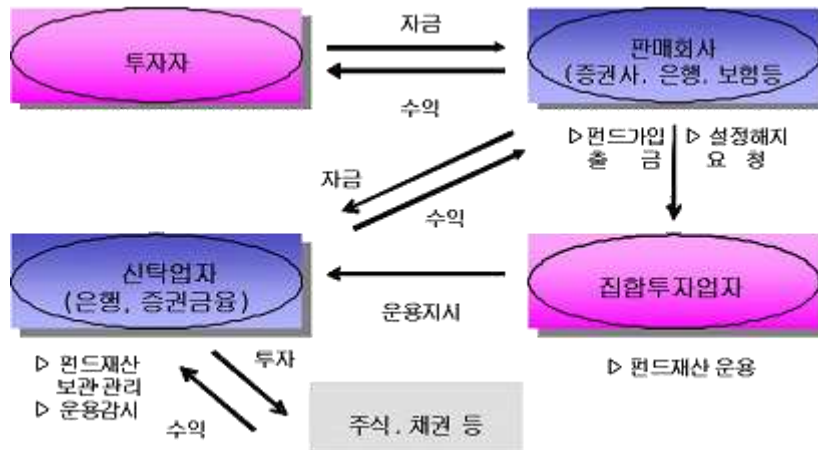 자금
투자자
판매회사
(증권사, 은행, 보험등
수익
▷펀드가입
출 금
▷ 설정해지
요 청
자금
수익
신탁업자
(은행, 증권금융)
집합투자업자
운용지시
▷ 펀드재산
보관·관리
▷ 운용감시
투자
▷ 펀드재산 운용
수익
주식, 채권 등